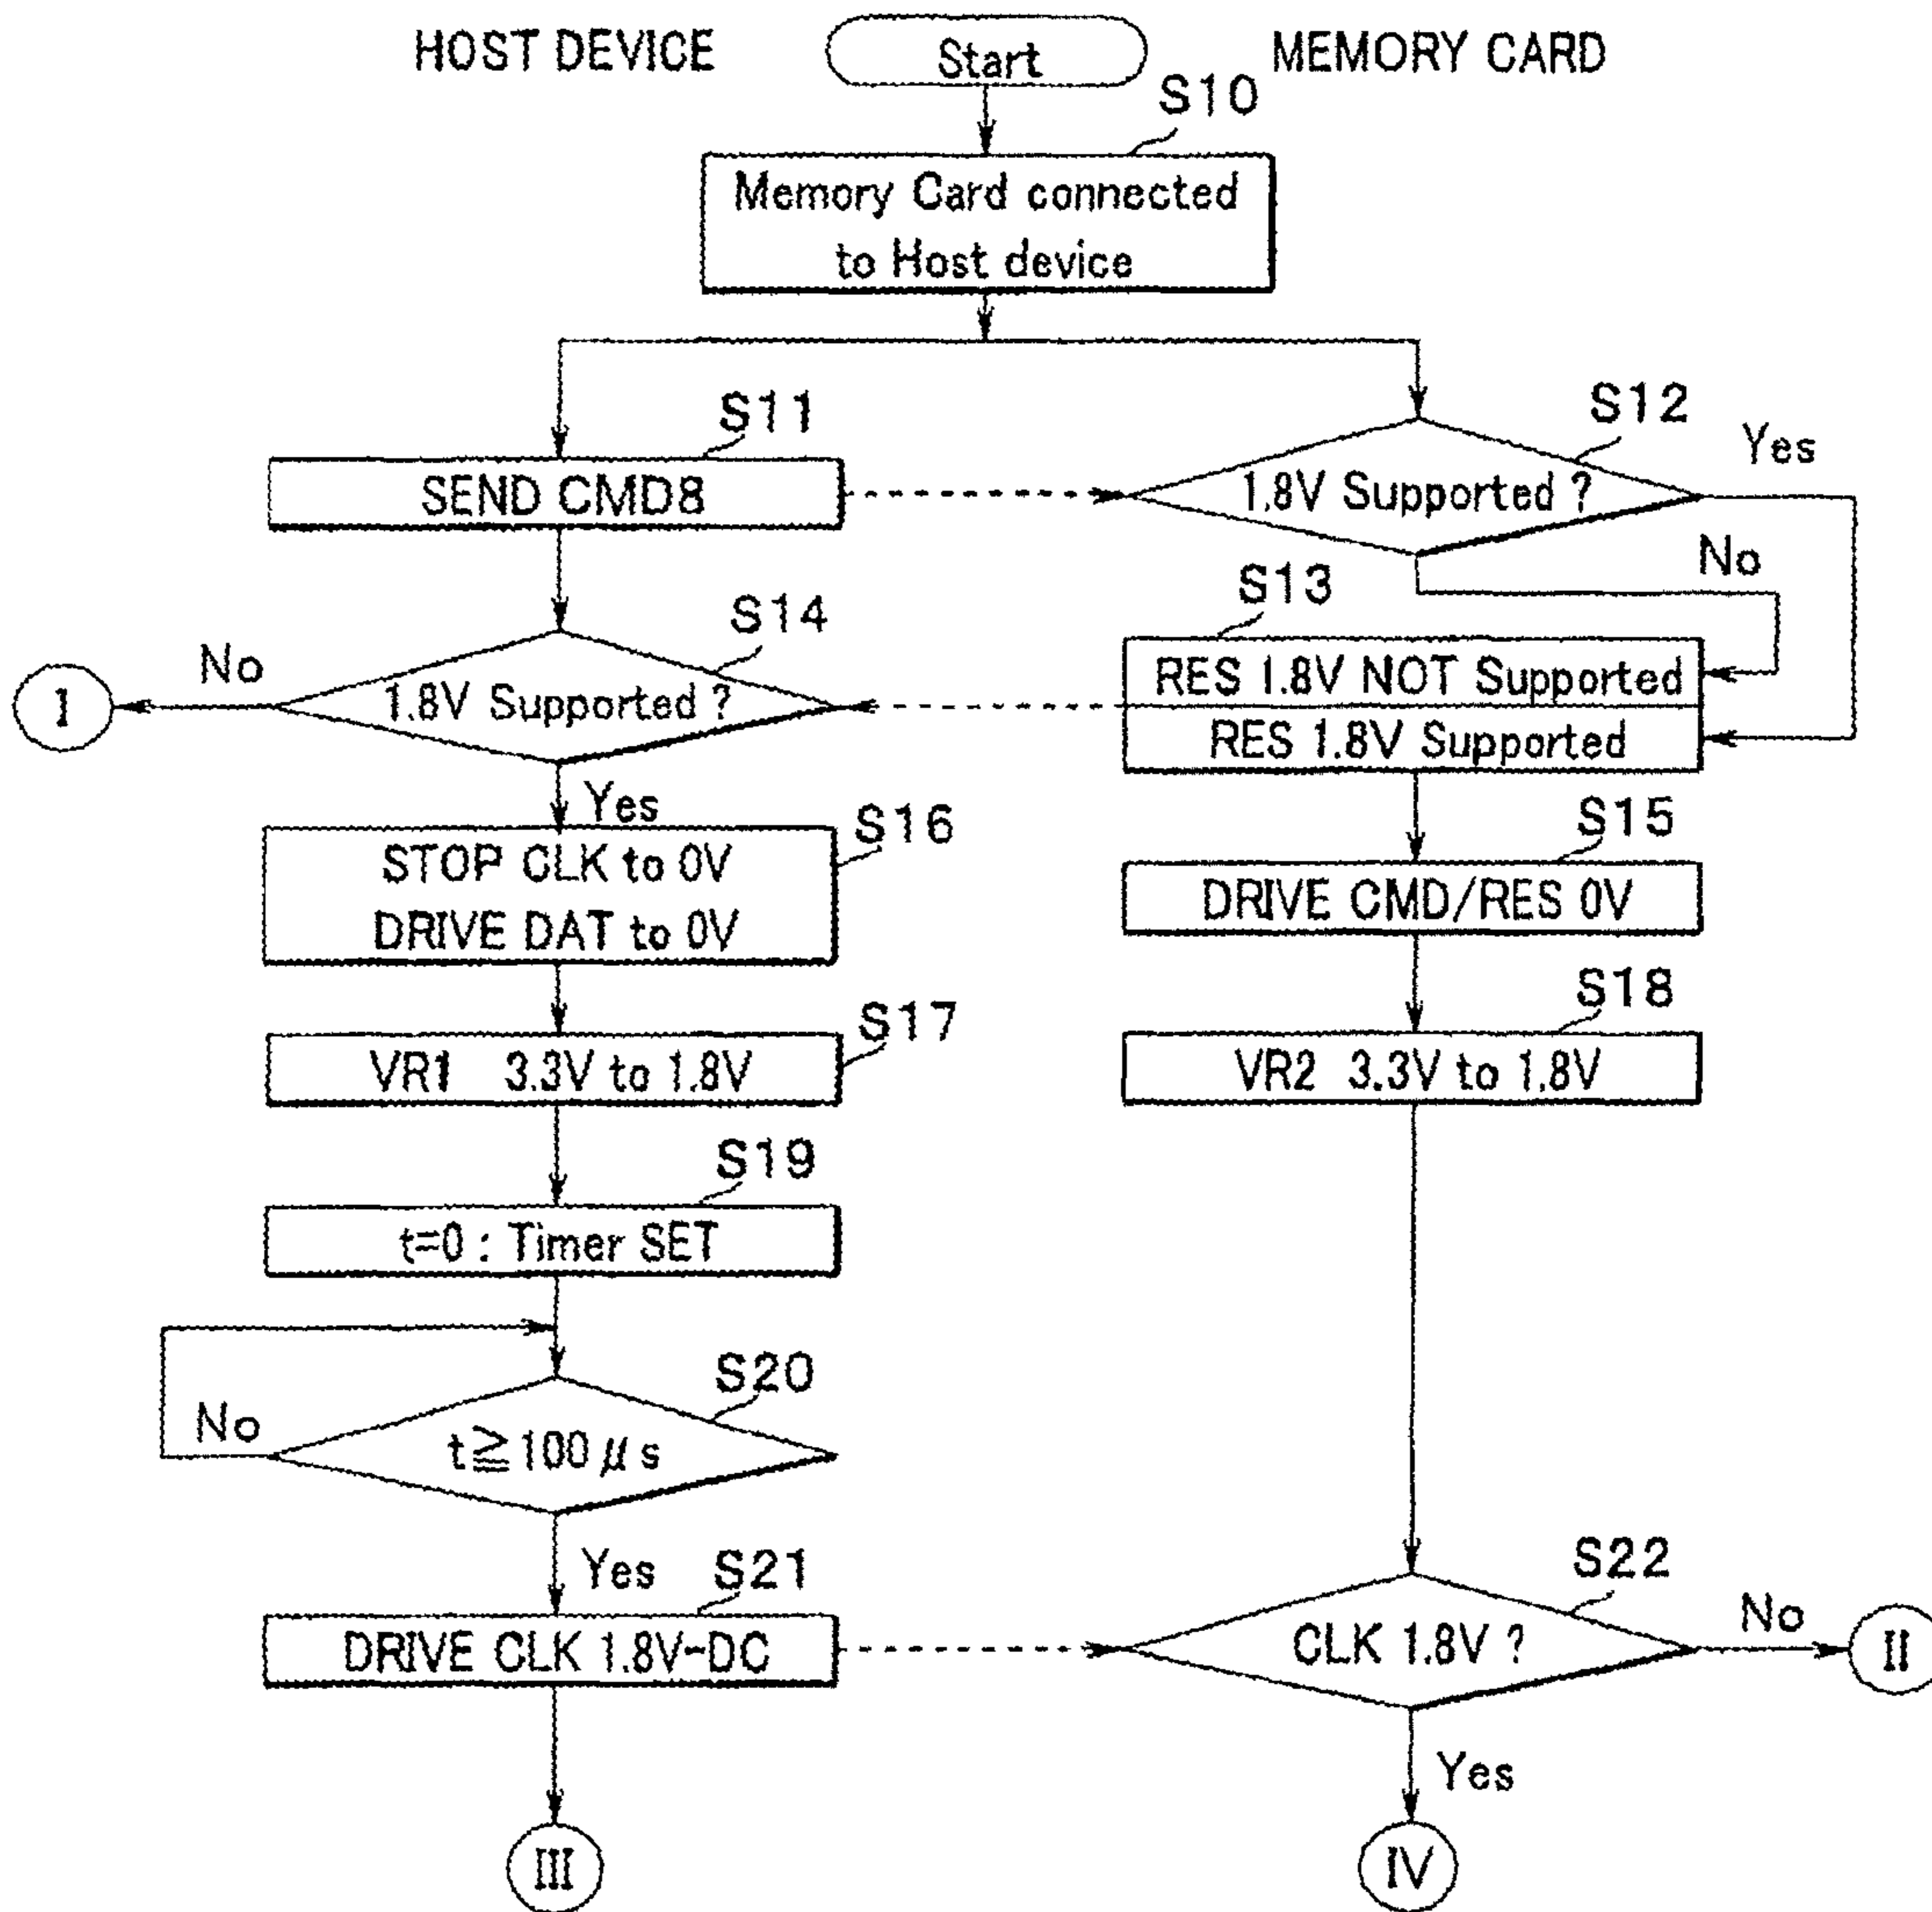 HOST DEVICE
Start
MEMORY CARD
S10
Memory Card connected
to Host device
S11
SEND CMD8
S12
1.8V Supported ?
Yes
No
S13
RES 1.8V NOT Supported
RES 1.8V Supported
S14
1.8V Supported ?
No
I
Yes
S15
DRIVE CMD/RES 0V
S16
STOP CLK to 0V
DRIVE DAT to 0V
S17
VR1 3.3V to 1.8V
S18
VR2 3.3V to 1.8V
S19
t=0 : Timer SET
S20
t≧100 μs
No
Yes
S21
DRIVE CLK 1.8V-DC
S22
CLK 1.8V ?
No
II
Yes
III
IV